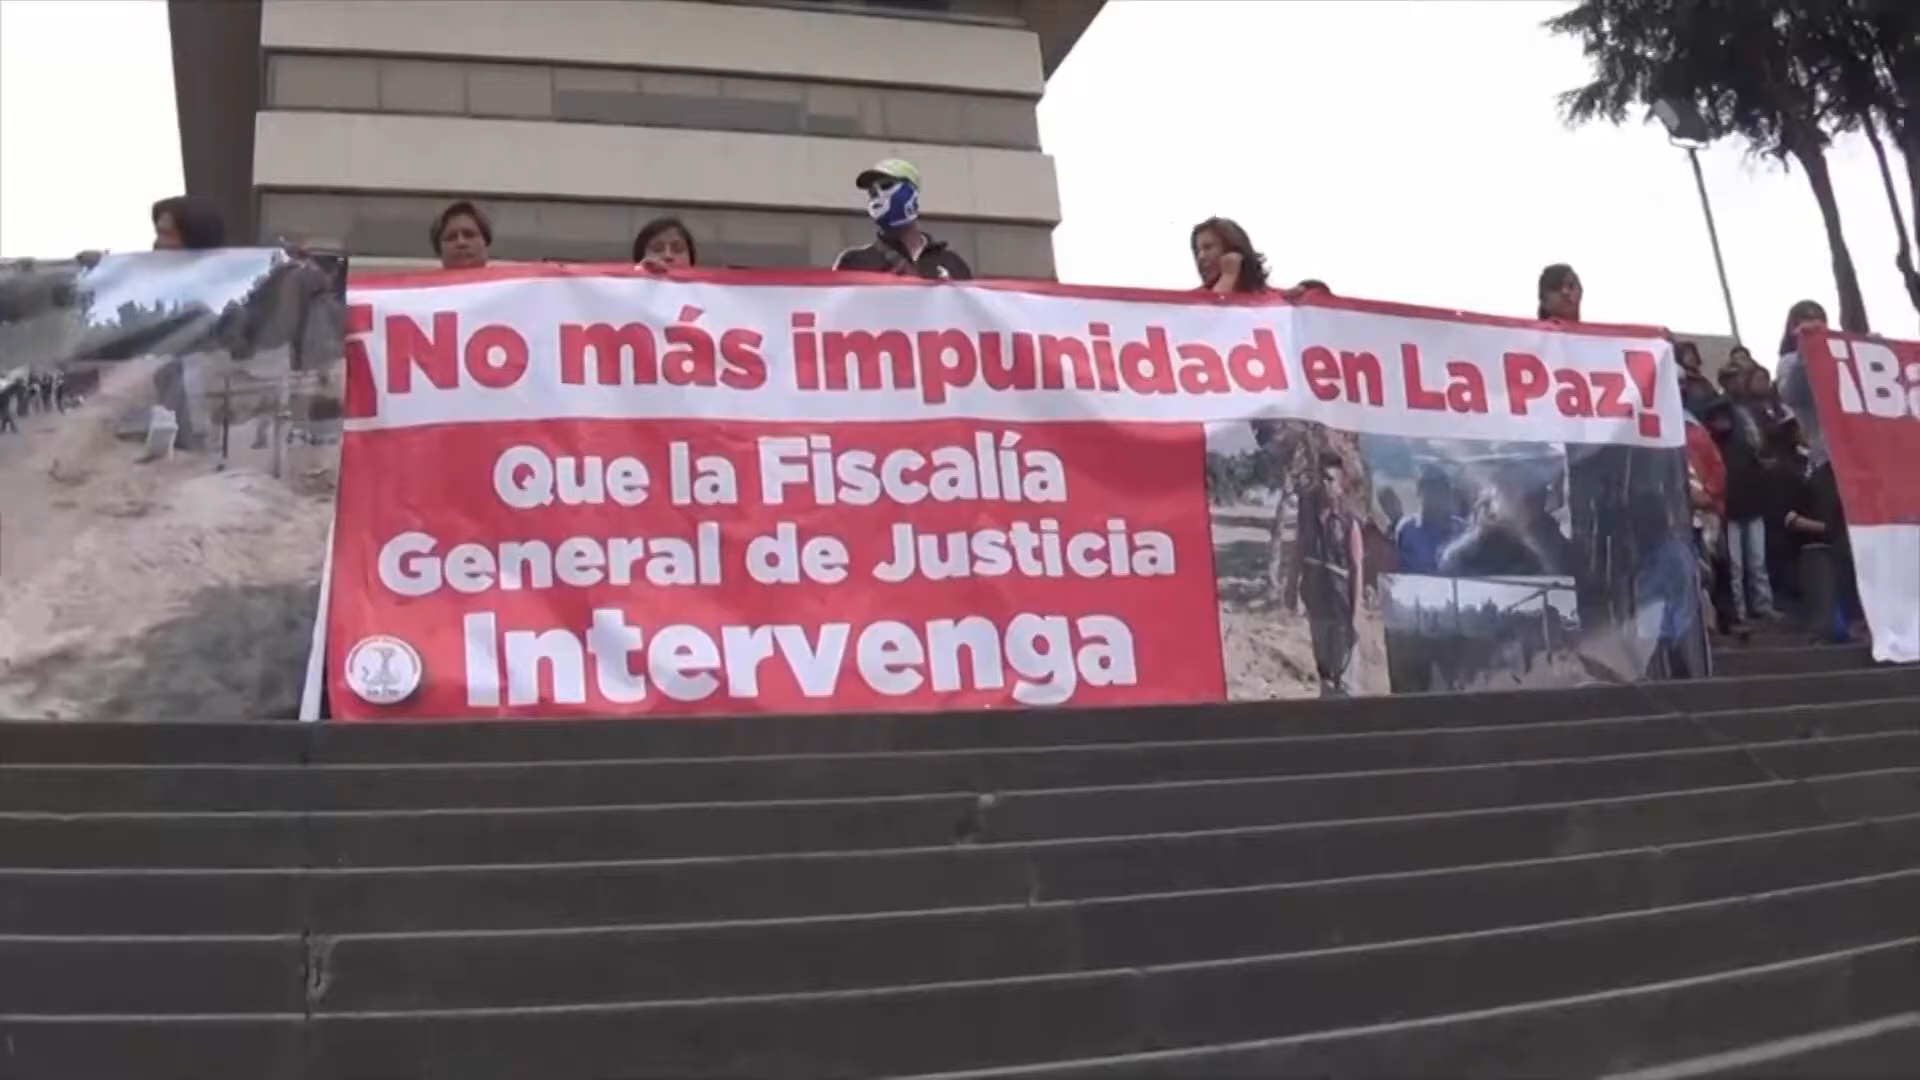 ¡No más impunidad en La Paz!
Que la Fiscalía
General de Justicia
Intervenga